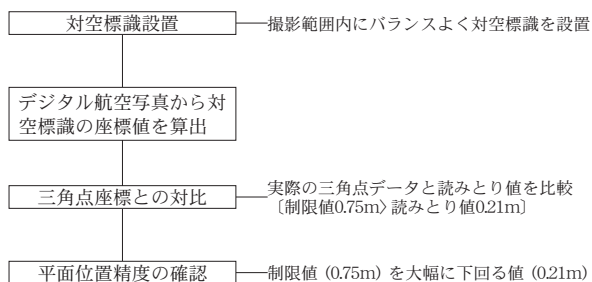 対空標識設置
撮影範囲内にバランスよく対空標識を設置
デジタル航空写真から対
空標識の座標値を算出
三角点座標との対比
実際の三角点データと読みとり値を比較
〔制限値0.75m〉読みとり値0.21m〕
平面位置精度の確認
制限値 (0.75m) を大幅に下回る値 (0.21m)